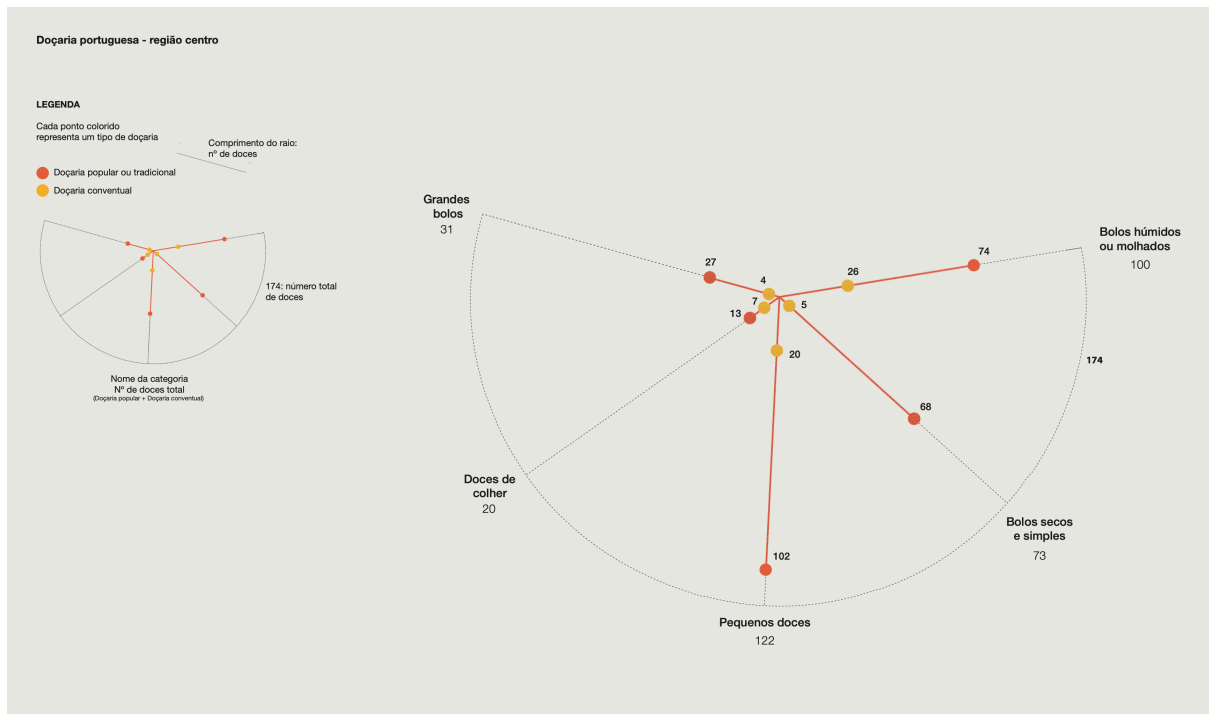 Doçaria portuguesa - região centro
LEGENDA
Cada ponto colorido
representa um tipo de doçaria
Comprimento do raio:
nº de doces
Doçaria popular ou tradicional
Doçaria conventual
174: número total
de doces
Nome da categoria
Nº de doces total
(Doçaria popular + Doçaria conventual)
Grandes
bolos
31
27
4
7
13
Bolos húmidos
ou molhados
100
74
26
5
20
174
68
Doces de
colher
20
Bolos secos
e simples
73
102
Pequenos doces
122